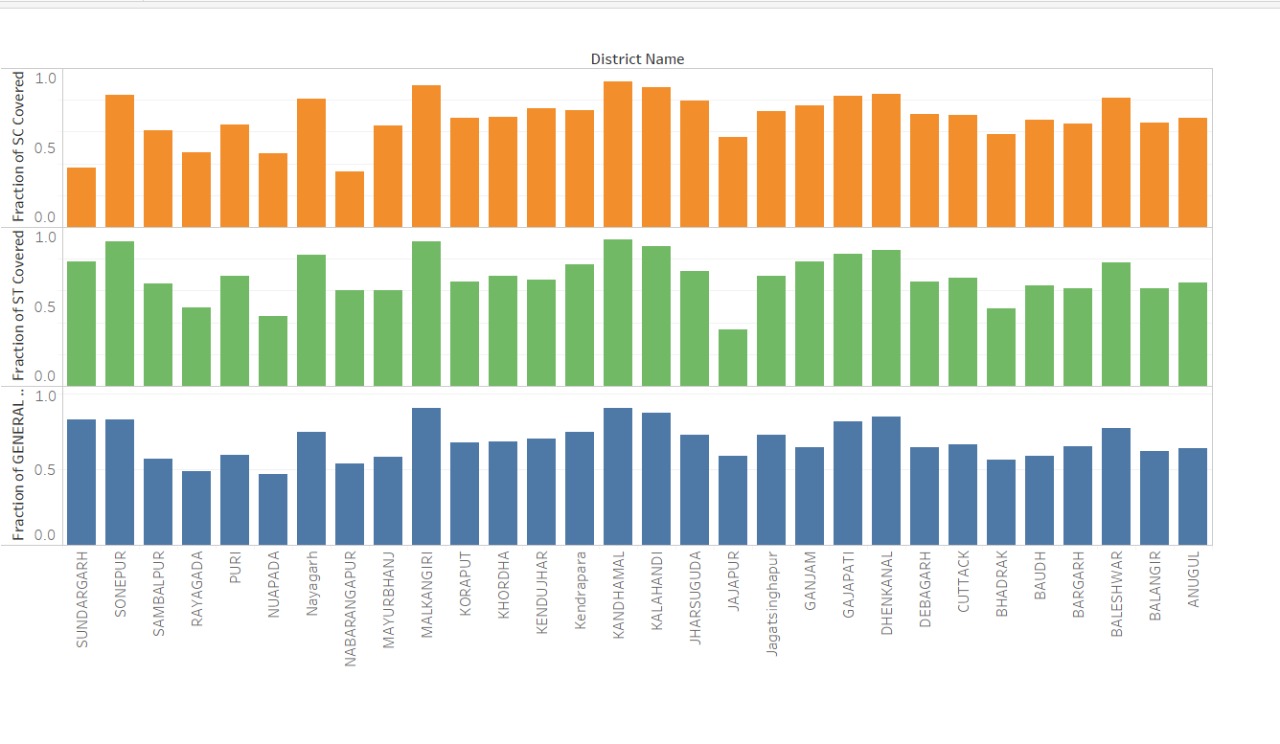 District Name
Fraction of SC Covered
1.0
0.5
0.0
Fraction of ST Covered
1.0
0.5
0.0
Fraction of GENERAL ..
1.0
0.5
0.0
SUNDARGARH
SONEPUR
SAMBALPUR
RAYAGADA
PURI
NUAPADA
Nayagarh
NABARANGAPUR
MAYURBHANJ
MALKANGIRI
KORAPUT
KHORDHA
KENDUJHAR
Kendrapara
KANDHAMAL
KALAHANDI
JHARSUGUDA
JAJAPUR
Jagatsinghapur
GANJAM
GAJAPATI
DHENKANAL
DEBAGARH
CUTTACK
BHADRAK
BAUDH
BARGARH
BALESHWAR
BALANGIR
ANUGUL